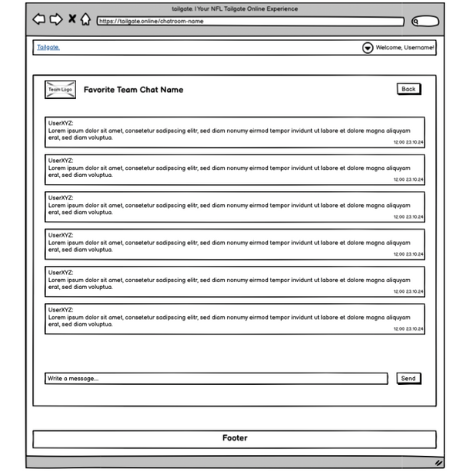 tailgate. | Your NFL Tailgate Online Experience
https://tailgate.online/chatroom-name
Tailgate.
Welcome, Username!
Team Logo
Favorite Team Chat Name
Back
UserXYZ:
Lorem ipsum dolor sit amet, consetetur sadipscing elitr, sed diam nonumy eirmod tempor invidunt ut labore et dolore magna aliquyam
erat, sed diam voluptua.
12:00 23.10.24
UserXYZ:
Lorem ipsum dolor sit amet, consetetur sadipscing elitr, sed diam nonumy eirmod tempor invidunt ut labore et dolore magna aliquyam
erat, sed diam voluptua.
12:00 23.10.24
UserXYZ:
Lorem ipsum dolor sit amet, consetetur sadipscing elitr, sed diam nonumy eirmod tempor invidunt ut labore et dolore magna aliquyam
erat, sed diam voluptua.
12:00 23.10.24
UserXYZ:
Lorem ipsum dolor sit amet, consetetur sadipscing elitr, sed diam nonumy eirmod tempor invidunt ut labore et dolore magna aliquyam
erat, sed diam voluptua.
12:00 23.10.24
UserXYZ:
Lorem ipsum dolor sit amet, consetetur sadipscing elitr, sed diam nonumy eirmod tempor invidunt ut labore et dolore magna aliquyam
erat, sed diam voluptua.
12:00 23.10.24
UserXYZ:
Lorem ipsum dolor sit amet, consetetur sadipscing elitr, sed diam nonumy eirmod tempor invidunt ut labore et dolore magna aliquyam
erat, sed diam voluptua.
12:00 23.10.24
Write a message...
Send
Footer